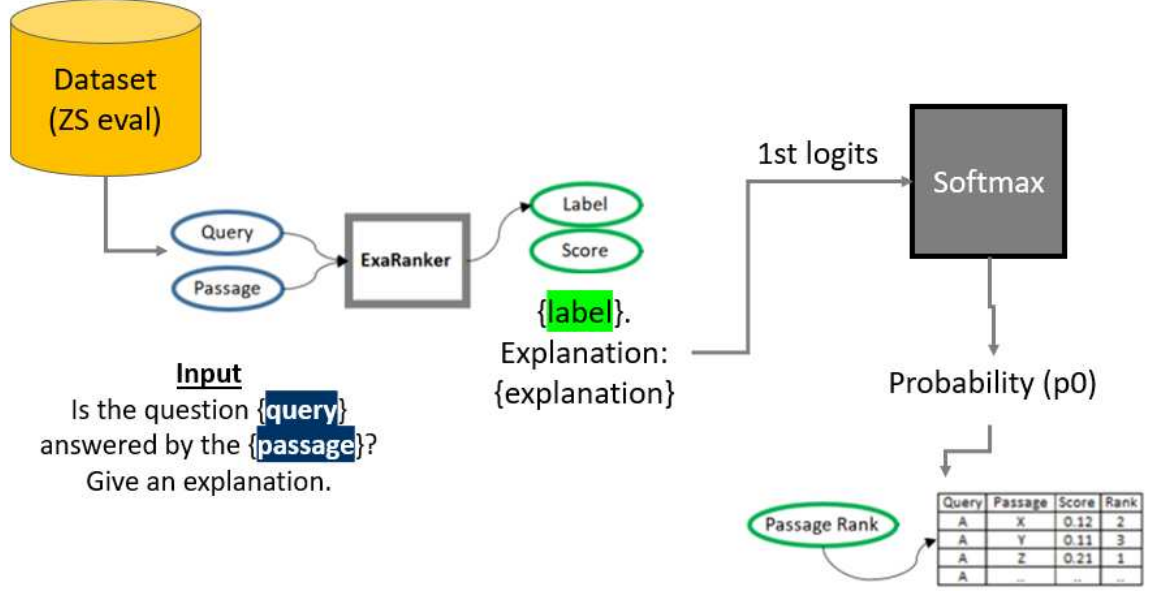 Dataset
(ZS eval)
Query
Passage
ExaRanker
Label
Score
{label}.
Explanation:
{explanation}
Input
Is the question {query}
answered by the {passage}?
Give an explanation.
1st logits
Softmax
Probability (p0)
Passage Rank
Query Passage Score Rank
A X 0.12 2
A Y 0.11 3
A Z 0.21 1
A ... ... ...